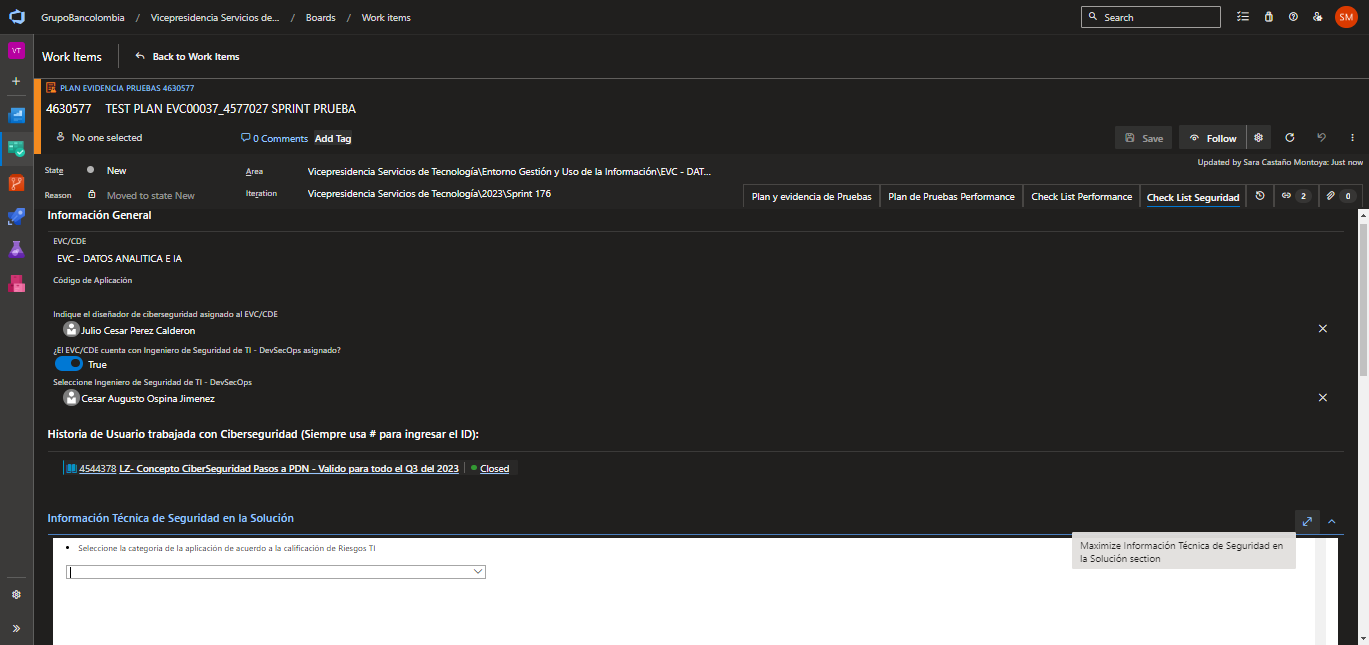 GrupoBancolombia / Vicepresidencia Servicios de... / Boards / Work items
Search
SM
VT
Work Items
Back to Work Items
PLAN EVIDENCIA PRUEBAS 4630577
4630577 TEST PLAN EVC00037_4577027 SPRINT PRUEBA
No one selected
0 Comments
Add Tag
Save
Follow
Updated by Sara Castaño Montoya: Just now
State
New
Area
Vicepresidencia Servicios de Tecnología\Entorno Gestión y Uso de la Información\EVC - DAT...
Reason
Moved to state New
Iteration
Vicepresidencia Servicios de Tecnología\2023\Sprint 176
Plan y evidencia de Pruebas
Plan de Pruebas Performance
Check List Performance
Check List Seguridad
2
0
Información General
EVC/CDE
EVC - DATOS ANALITICA E IA
Código de Aplicación
Indique el diseñador de ciberseguridad asignado al EVC/CDE
Julio Cesar Perez Calderon
¿El EVC/CDE cuenta con Ingeniero de Seguridad de TI - DevSecOps asignado?
True
Seleccione Ingeniero de Seguridad de TI - DevSecOps
Cesar Augusto Ospina Jimenez
Historia de Usuario trabajada con Ciberseguridad (Siempre usa # para ingresar el ID):
4544378 LZ- Concepto CiberSeguridad Pasos a PDN - Valido para todo el Q3 del 2023 Closed
Información Técnica de Seguridad en la Solución
Maximize Información Técnica de Seguridad en
la Solución section
Seleccione la categoria de la aplicación de acuerdo a la calificación de Riesgos TI